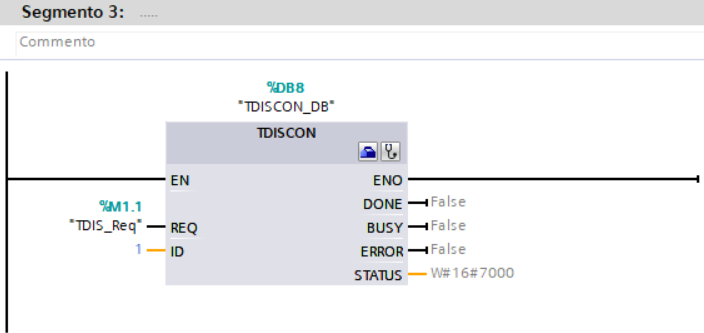 Segmento 3: .....
Commento
%DB8
"TDISCON_DB"
TDISCON
EN ENO
DONE False
%M1.1
"TDIS_Req" REQ BUSY False
1 ID ERROR False
STATUS W#16#7000